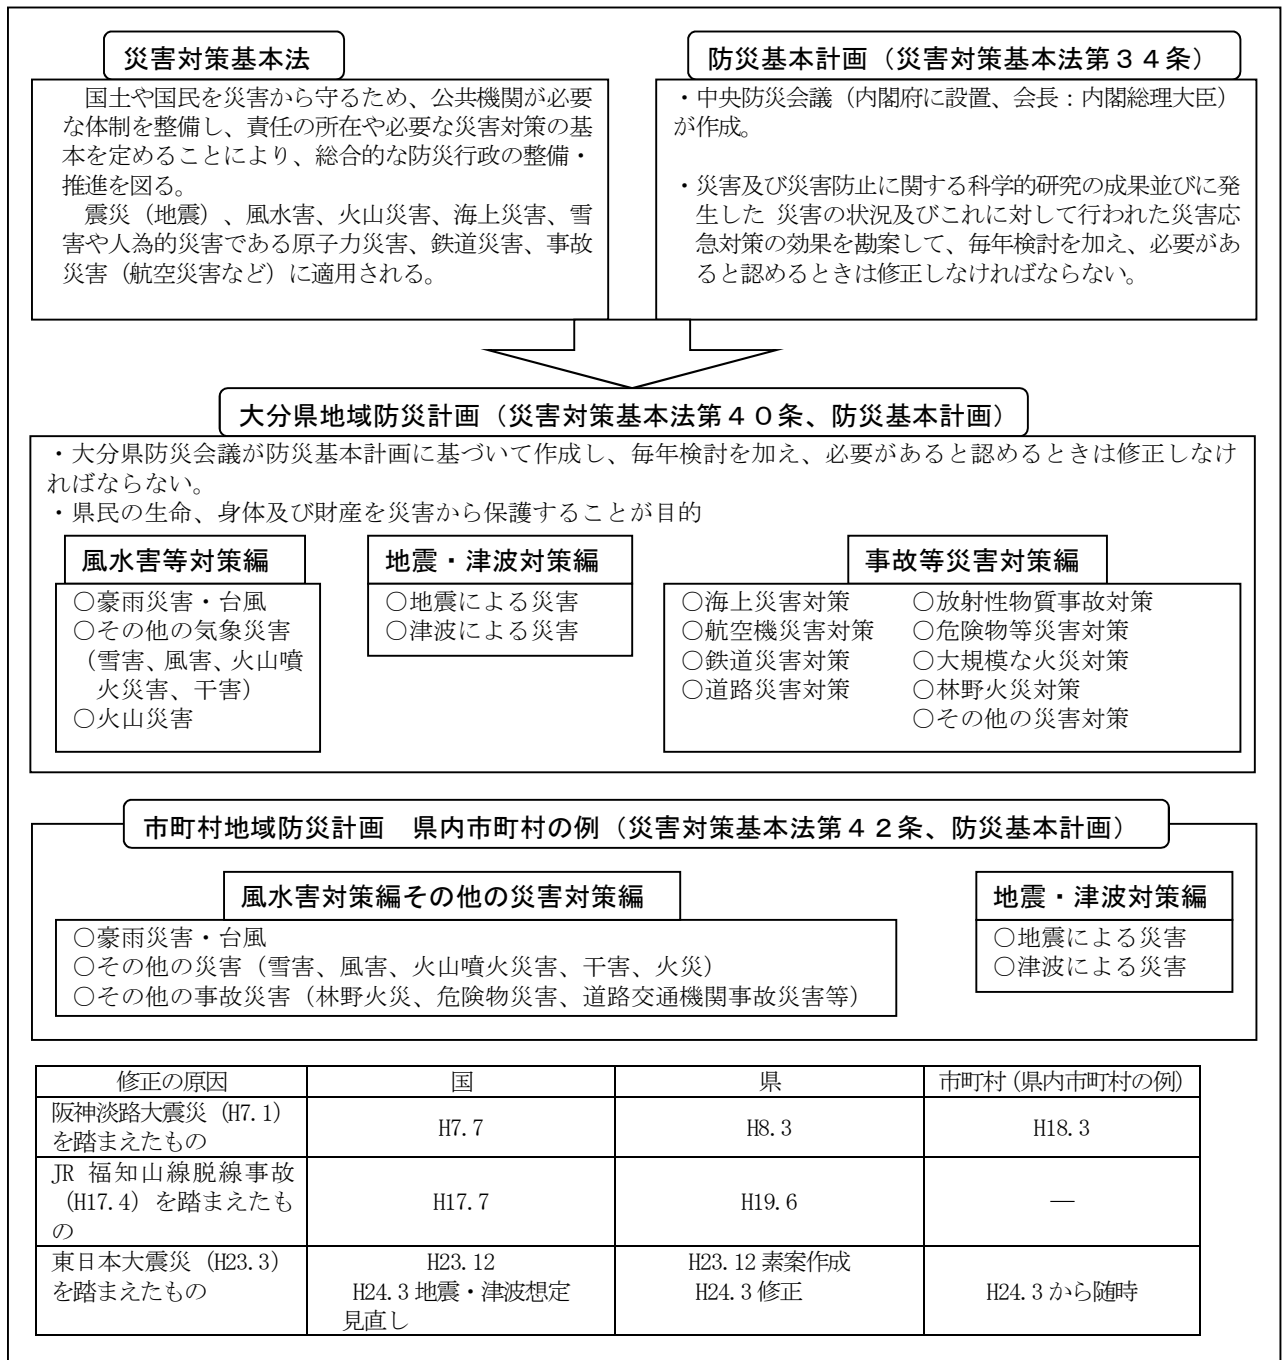 災害対策基本法
国土や国民を災害から守るため、公共機関が必要
な体制を整備し、責任の所在や必要な災害対策の基
本を定めることにより、総合的な防災行政の整備・
推進を図る。
震災（地震）、風水害、火山災害、海上災害、雪
害や人為的災害である原子力災害、鉄道災害、事故
災害（航空災害など）に適用される。
防災基本計画（災害対策基本法第３４条）
・中央防災会議（内閣府に設置、会長：内閣総理大臣）
が作成。
・災害及び災害防止に関する科学的研究の成果並びに発
生した 災害の状況及びこれに対して行われた災害応
急対策の効果を勘案して、毎年検討を加え、必要があ
ると認めるときは修正しなければならない。
大分県地域防災計画（災害対策基本法第４０条、防災基本計画）
・大分県防災会議が防災基本計画に基づいて作成し、毎年検討を加え、必要があると認めるときは修正しなけ
ればならない。
・県民の生命、身体及び財産を災害から保護することが目的
風水害等対策編
○豪雨災害・台風
○その他の気象災害
（雪害、風害、火山噴
火災害、干害）
○火山災害
地震・津波対策編
○地震による災害
○津波による災害
事故等災害対策編
○海上災害対策
○航空機災害対策
○鉄道災害対策
○道路災害対策
○放射性物質事故対策
○危険物等災害対策
○大規模な火災対策
○林野火災対策
○その他の災害対策
市町村地域防災計画　県内市町村の例（災害対策基本法第４２条、防災基本計画）
風水害対策編その他の災害対策編
○豪雨災害・台風
○その他の災害（雪害、風害、火山噴火災害、干害、火災）
○その他の事故災害（林野火災、危険物災害、道路交通機関事故災害等）
地震・津波対策編
○地震による災害
○津波による災害
修正の原因 国 県 市町村（県内市町村の例）
阪神淡路大震災（H7.1）
を踏まえたもの
H7.7 H8.3 H18.3
JR 福知山線脱線事故
（H17.4）を踏まえたも
の
H17.7 H19.6 ―
東日本大震災（H23.3）
を踏まえたもの
H23.12
H24.3 地震・津波想定
見直し
H23.12 素案作成
H24.3 修正
H24.3 から随時